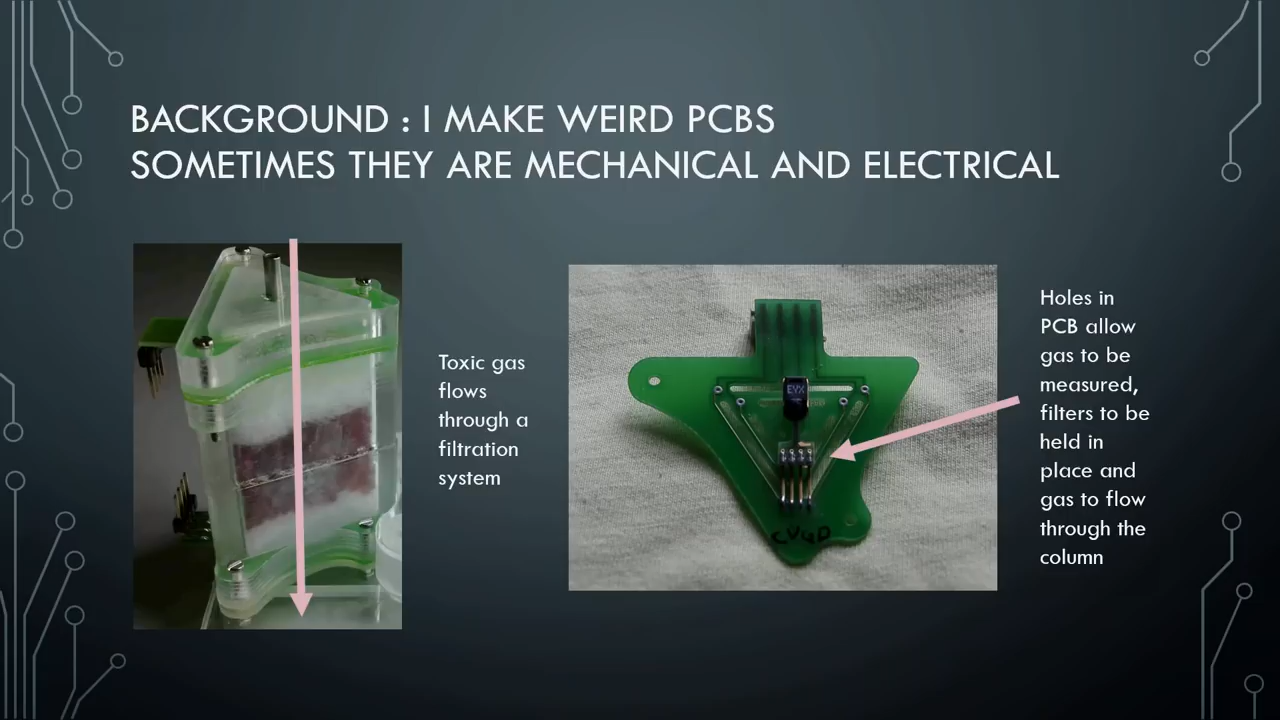 BACKGROUND : I MAKE WEIRD PCBS
SOMETIMES THEY ARE MECHANICAL AND ELECTRICAL
Toxic gas
flows
through a
filtration
system
Holes in
PCB allow
gas to be
measured,
filters to be
held in
place and
gas to flow
through the
column